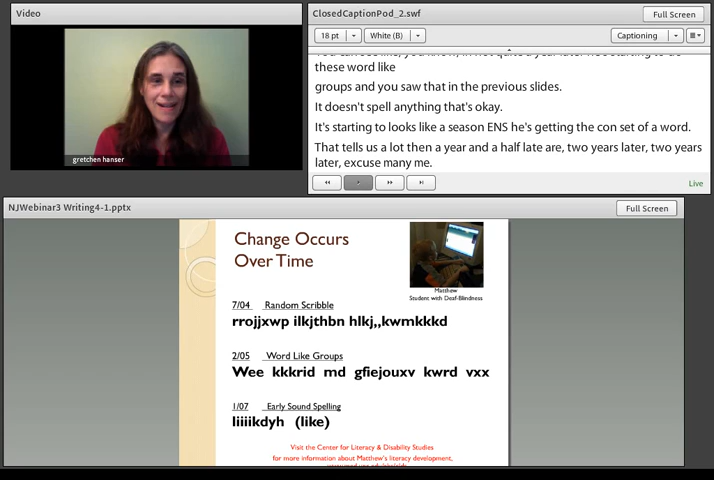 Video
gretchen hanser
ClosedCaptionPod_2.swf
Full Screen
18 pt
White (B)
Captioning
these word like
groups and you saw that in the previous slides.
It doesn't spell anything that's okay.
It's starting to looks like a season ENS he's getting the con set of a word.
That tells us a lot then a year and a half late are, two years later, two years
later, excuse many me.
Live
NJWebinar3 Writing4-1.pptx
Full Screen
Change Occurs
Over Time
Matthew
Student with Deaf-Blindness
7/04 Random Scribble
rrojjxwp ilkjthbn hlkj,,kwmkkkd
2/05 Word Like Groups
Wee kkkrid md gfiejouxv kwrd vxx
1/07 Early Sound Spelling
liiiikdyh (like)
Visit the Center for Literacy & Disability Studies
for more information about Matthew's literacy development,